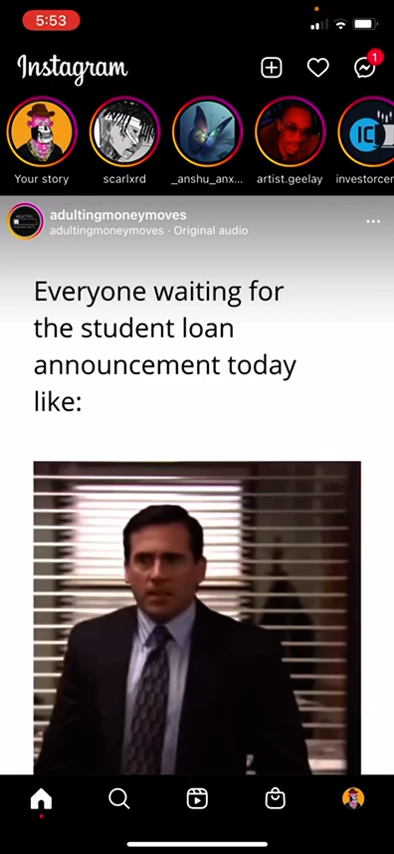 5:53
Instagram
1
Your story
scarlxrd
_anshu_anx...
artist.geelay
investorcer
adultingmoneymoves
adultingmoneymoves · Original audio
Everyone waiting for
the student loan
announcement today
like: